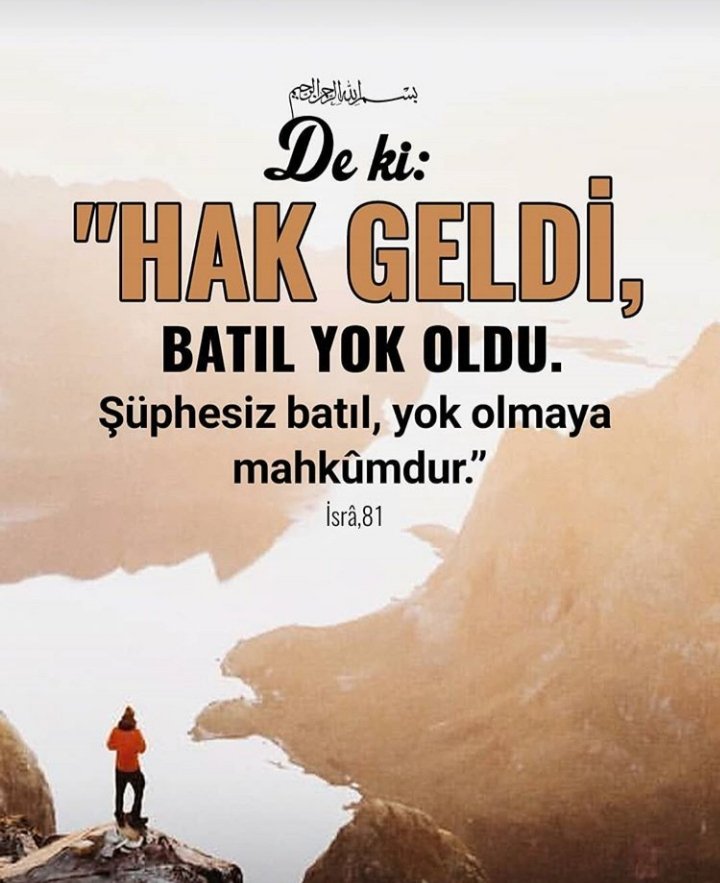 بسم الله الرحمن الرحيم
De ki:
"HAK GELDİ,
BATIL YOK OLDU.
Şüphesiz batıl, yok olmaya
mahkûmdur.”
İsrâ,81